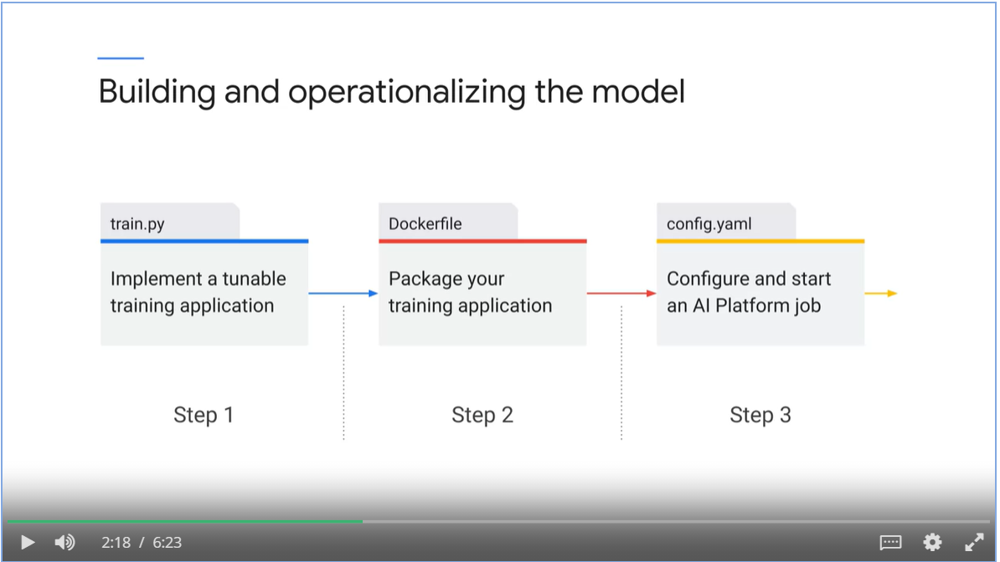 Building and operationalizing the model
train.py
Implement a tunable
training application
Step 1
Dockerfile
Package your
training application
Step 2
config.yaml
Configure and start
an AI Platform job
Step 3
2:18 / 6:23